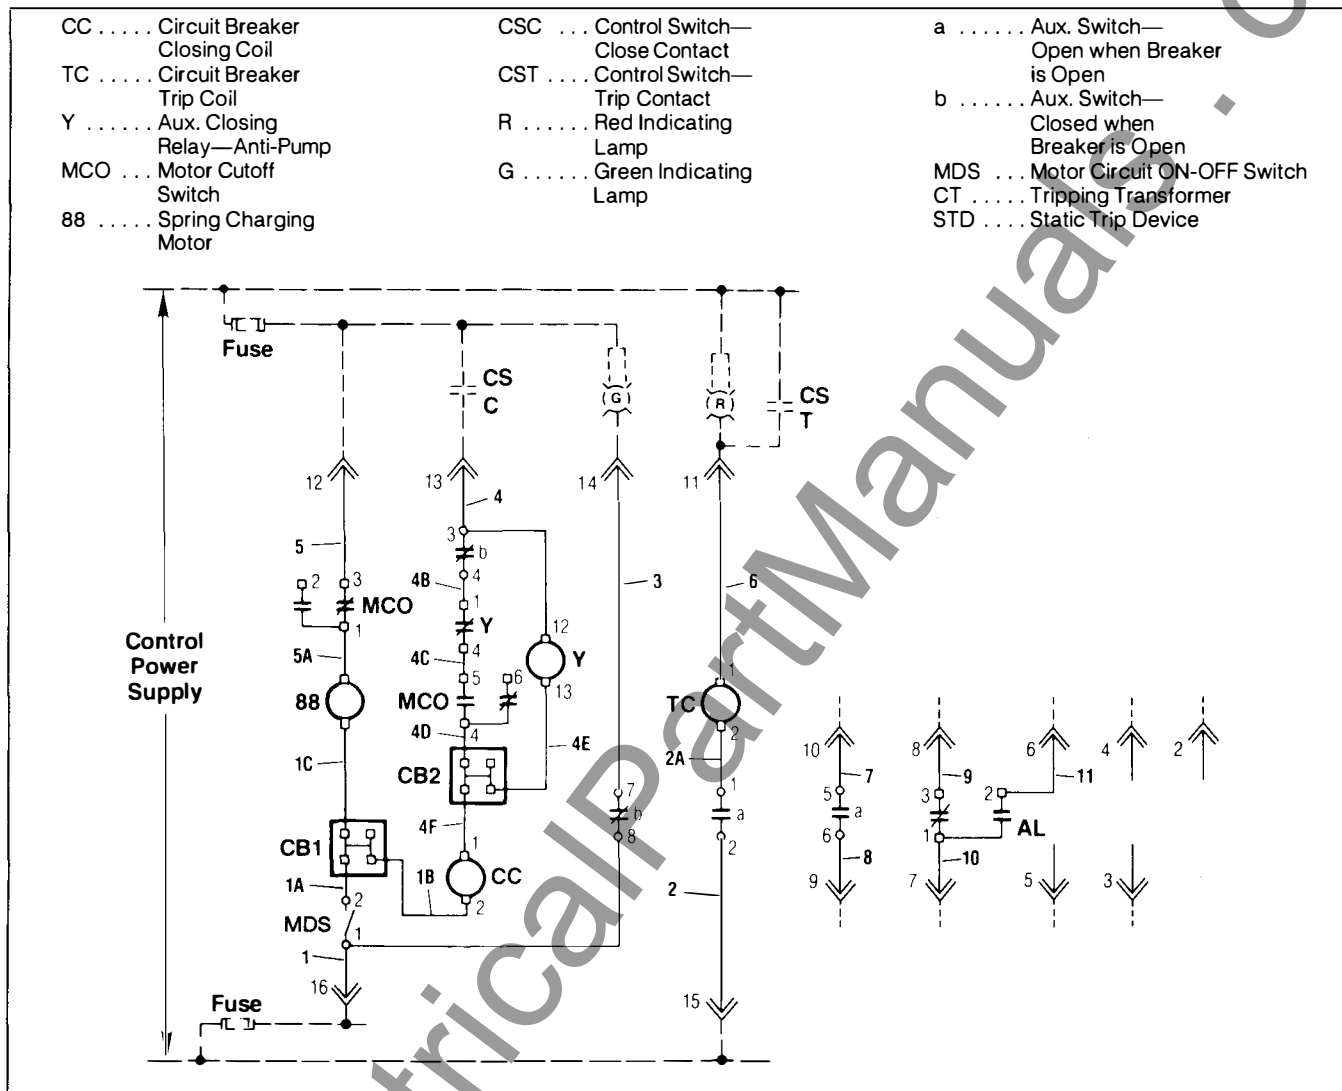 CC ..... Circuit Breaker
Closing Coil
TC ..... Circuit Breaker
Trip Coil
Y ...... Aux. Closing
Relay—Anti-Pump
MCO ... Motor Cutoff
Switch
88 ..... Spring Charging
Motor
CSC ... Control Switch—
Close Contact
CST .... Control Switch—
Trip Contact
R ...... Red Indicating
Lamp
G ...... Green Indicating
Lamp
a ...... Aux. Switch—
Open when Breaker
is Open
b ...... Aux. Switch—
Closed when
Breaker is Open
MDS ... Motor Circuit ON-OFF Switch
CT ..... Tripping Transformer
STD .... Static Trip Device
Fuse
CS
C
G
R
CS
T
12
13
14
11
4
5
3
b
2
3
MCO
4B
4
3
6
1
1
Y
12
Control
Power
Supply
5A
4C
4
Y
1
88
5
6
13
MCO
TC
4D
4
2
4E
2A
1C
CB2
7
1
b
a
8
2
4F
1
CB1
CC
1A
1B
2
2
2
MDS
1
1
16
15
Fuse
10
8
6
4
2
7
9
11
5
3
2
a
AL
6
1
8
10
9
7
5
3
ctricalPartManuals . c